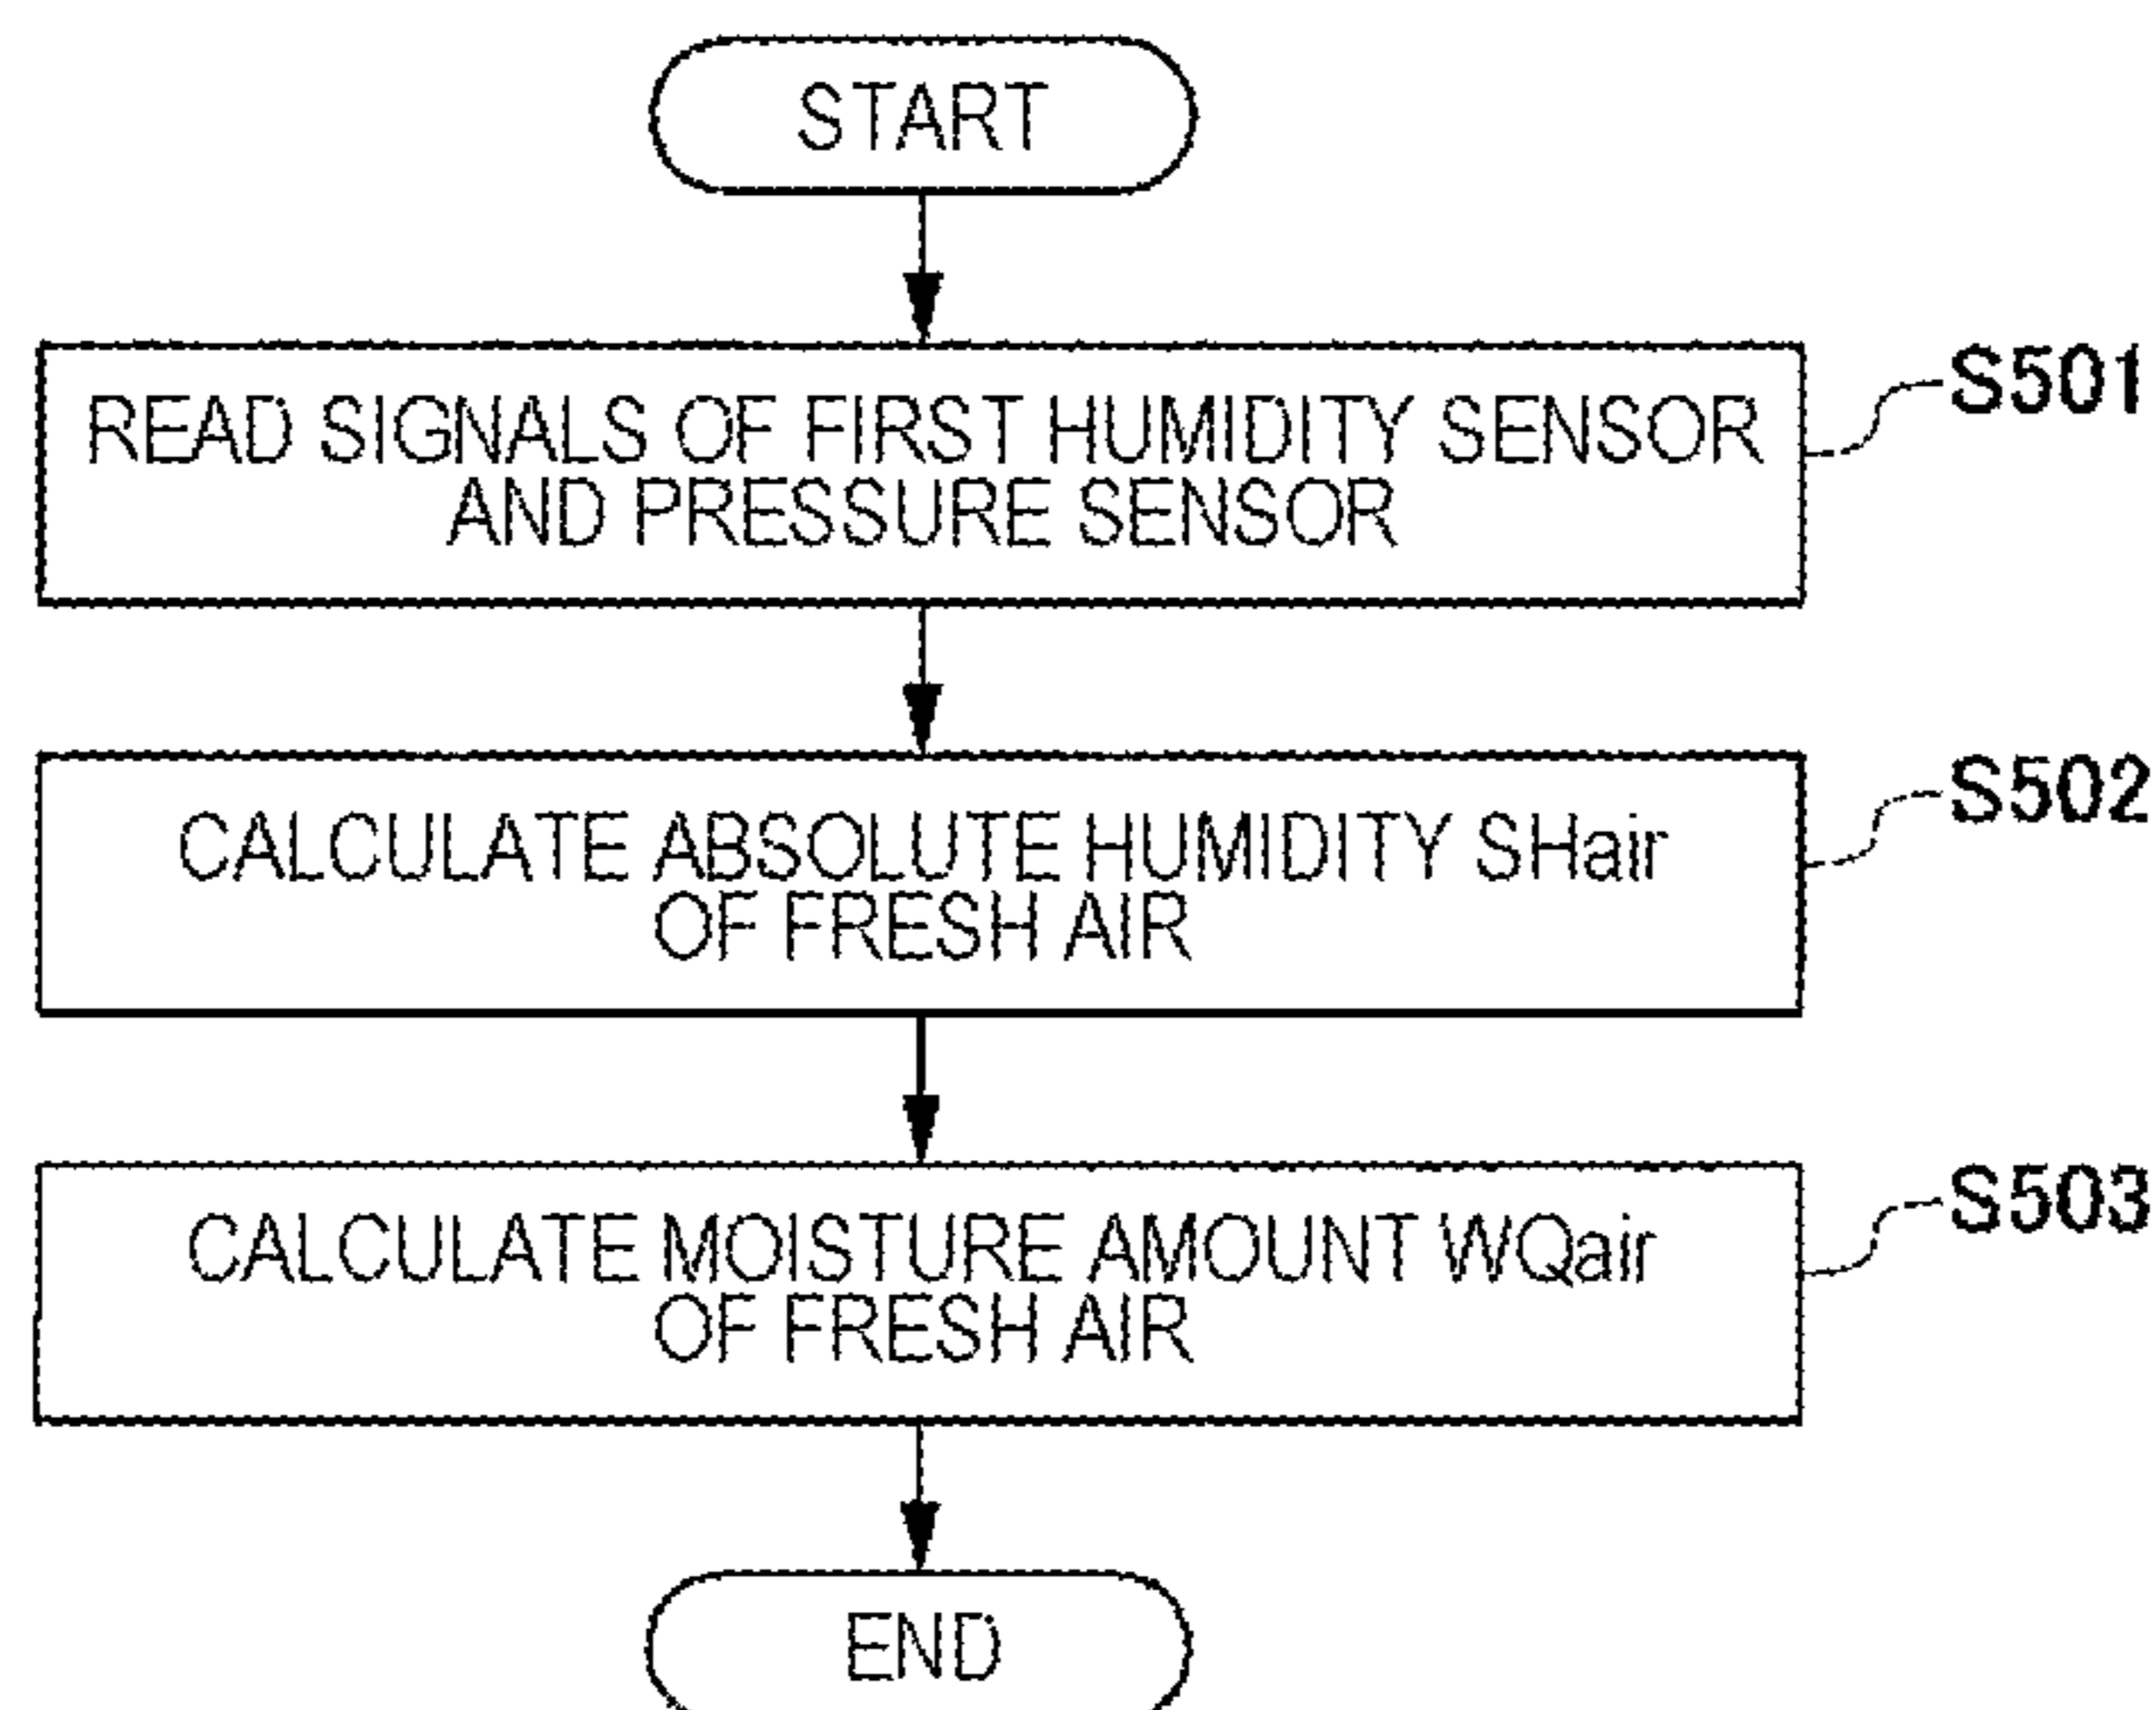 START
READ SIGNALS OF FIRST HUMIDITY SENSOR
AND PRESSURE SENSOR
S501
CALCULATE ABSOLUTE HUMIDITY SHair
OF FRESH AIR
S502
CALCULATE MOISTURE AMOUNT WQair
OF FRESH AIR
S503
END